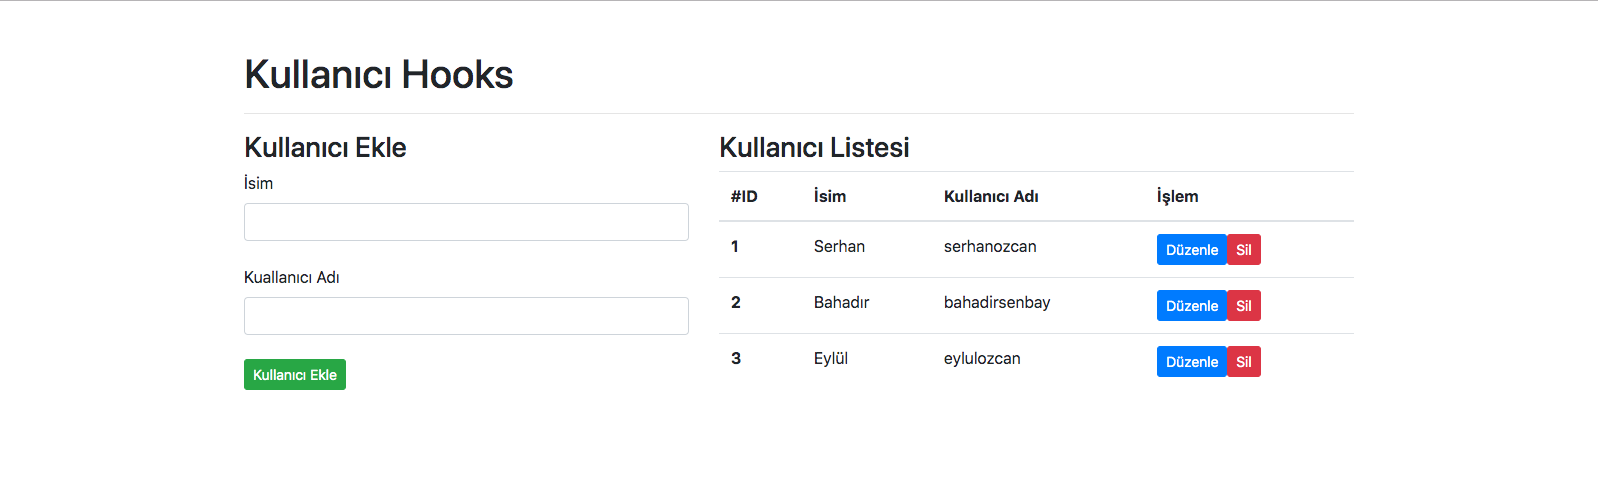 Kullanıcı Hooks
Kullanıcı Ekle
İsim
Kuallanıcı Adı
Kullanıcı Ekle
Kullanıcı Listesi
#ID İsim Kullanıcı Adı İşlem
1 Serhan serhanozcan Düzenle Sil
2 Bahadır bahadirsenbay Düzenle Sil
3 Eylül eylulozcan Düzenle Sil